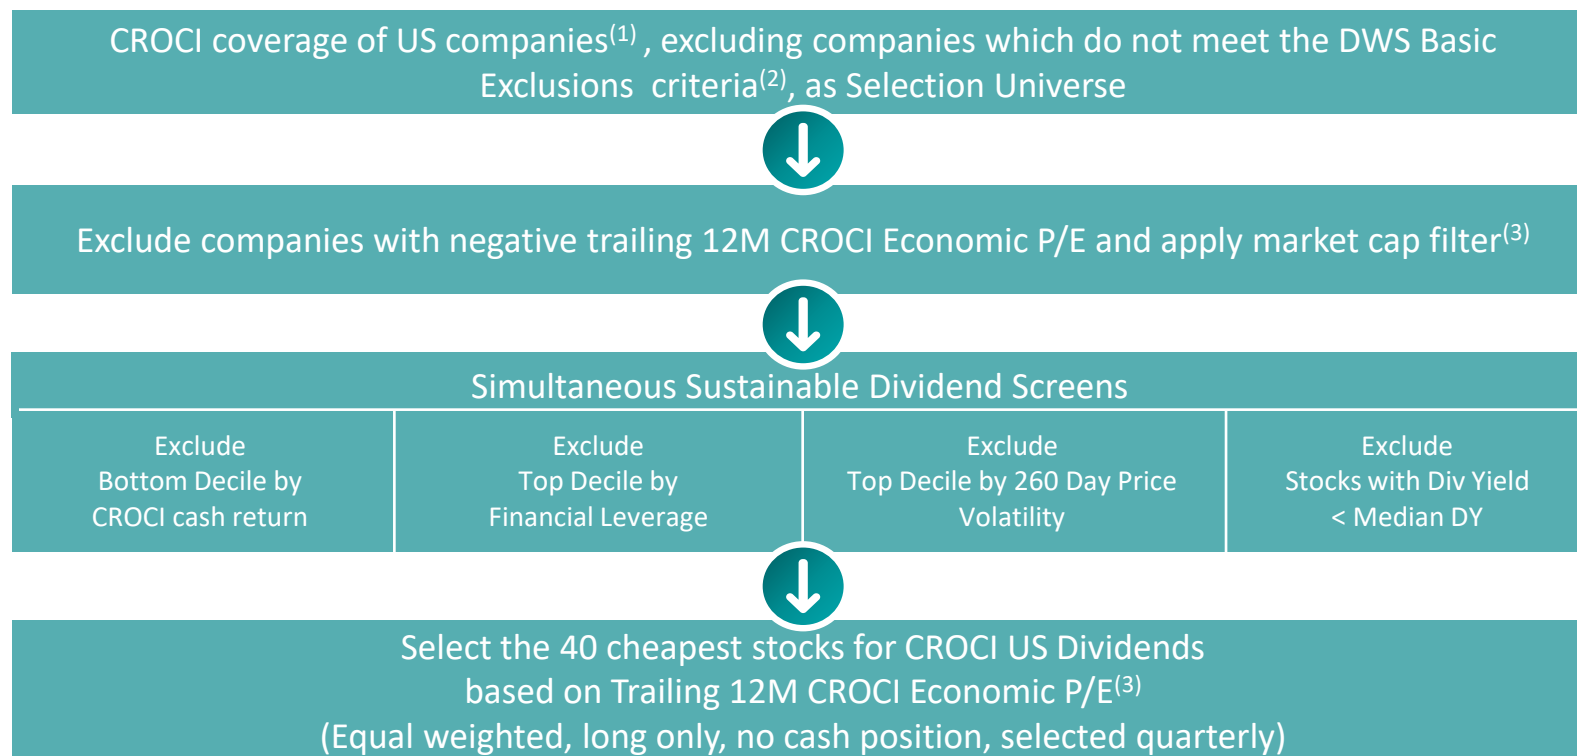 CROCI coverage of US companies(1) , excluding companies which do not meet the DWS Basic
Exclusions criteria(2), as Selection Universe
Exclude companies with negative trailing 12M CROCI Economic P/E and apply market cap filter(3)
Simultaneous Sustainable Dividend Screens
Exclude
Bottom Decile by
CROCI cash return
Exclude
Top Decile by
Financial Leverage
Exclude
Top Decile by 260 Day Price
Volatility
Exclude
Stocks with Div Yield
< Median DY
Select the 40 cheapest stocks for CROCI US Dividends
based on Trailing 12M CROCI Economic P/E(3)
(Equal weighted, long only, no cash position, selected quarterly)